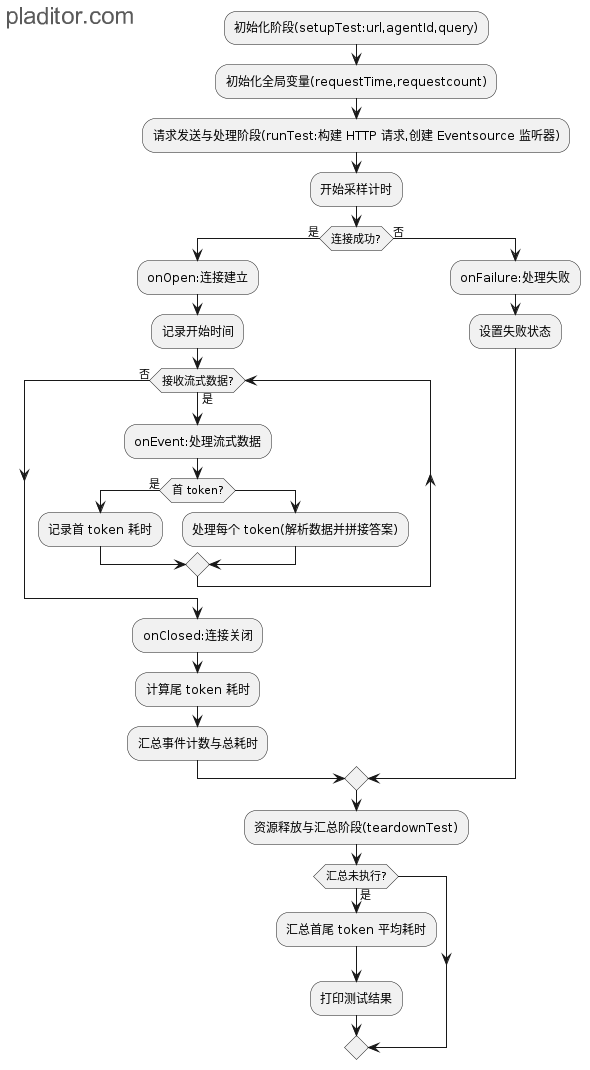 pladitor.com
初始化阶段(setupTest:url,agentId,query)
初始化全局变量(requestTime,requestcount)
请求发送与处理阶段(runTest:构建 HTTP 请求,创建 Eventsource 监听器)
开始采样计时
是
连接成功?
否
onOpen:连接建立
onFailure:处理失败
记录开始时间
设置失败状态
否
接收流式数据?
是
onEvent:处理流式数据
是
首 token?
记录首 token 耗时
处理每个 token(解析数据并拼接答案)
onClosed:连接关闭
计算尾 token 耗时
汇总事件计数与总耗时
资源释放与汇总阶段(teardownTest)
汇总未执行?
是
汇总首尾 token 平均耗时
打印测试结果